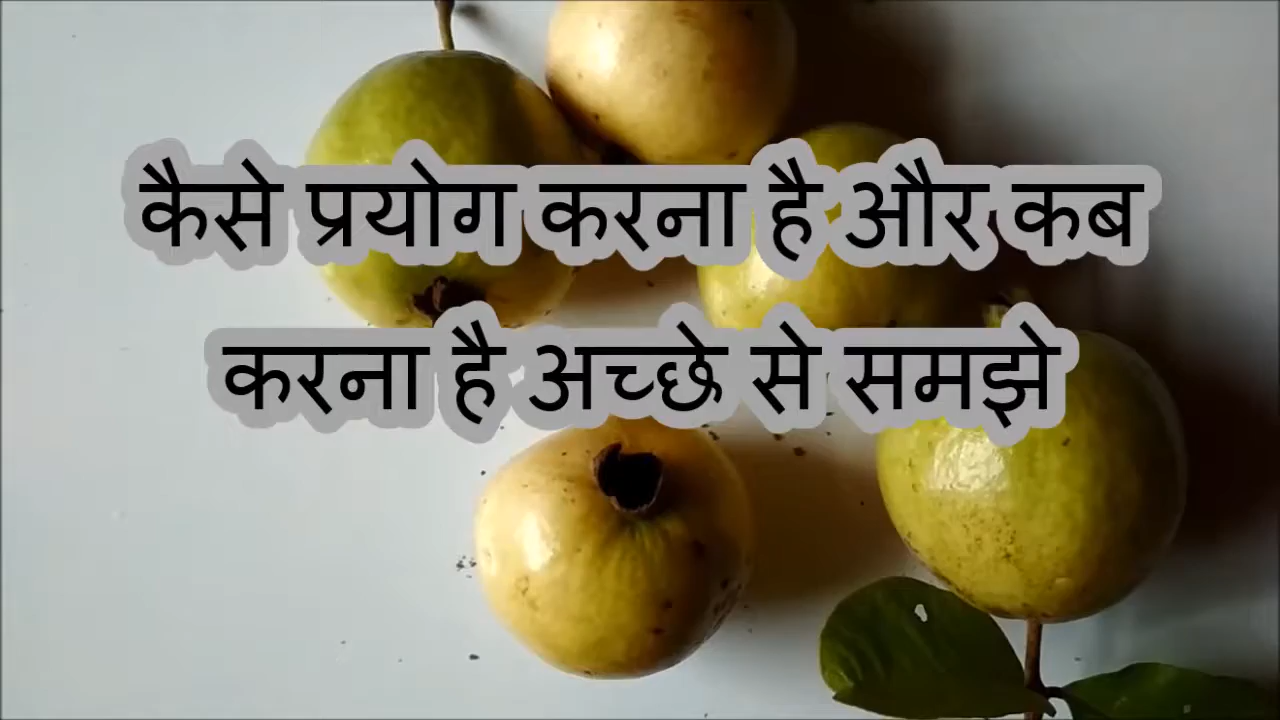 कैसे प्रयोग करना है और कब
करना है अच्छे से समझे